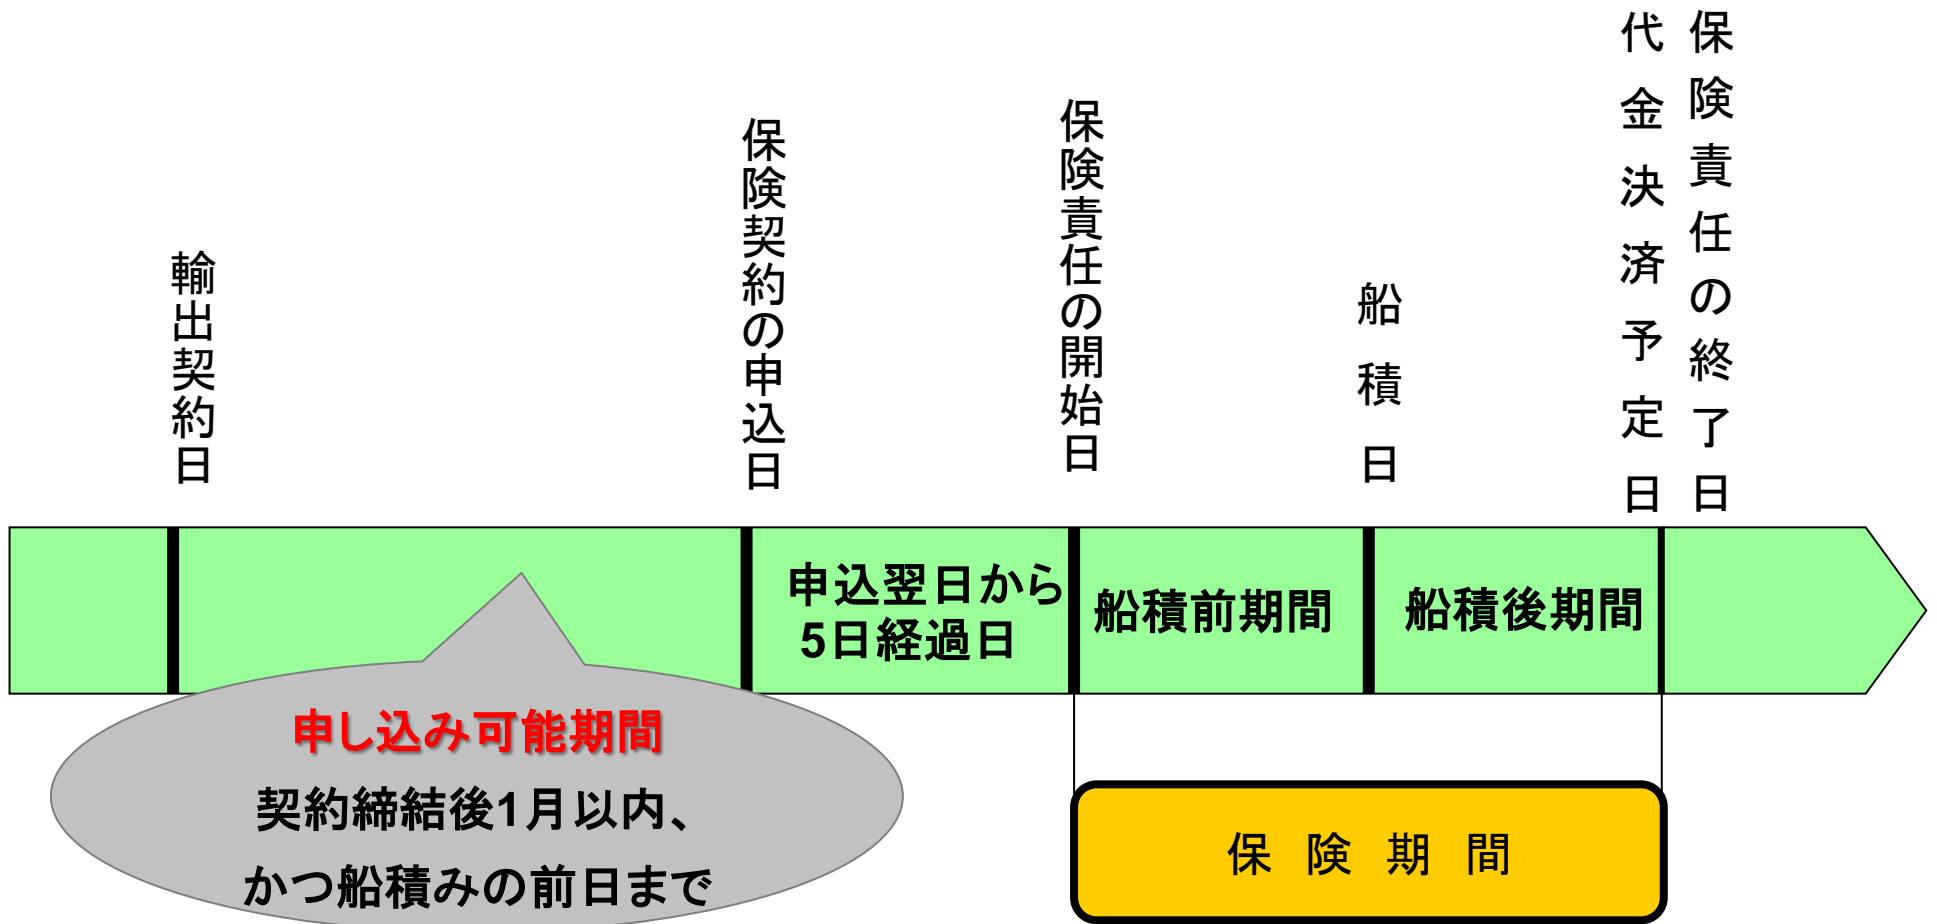 輸出契約日
保険契約の申込日
保険責任の開始日
船積日
代金決済予定日
保険責任の終了日
申込翌日から
5日経過日
船積前期間
船積後期間
申し込み可能期間
契約締結後1月以内、
かつ船積みの前日まで
保険期間